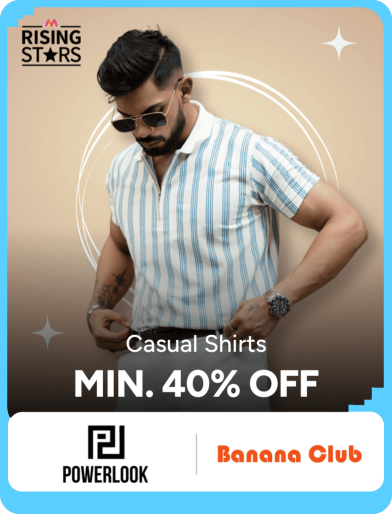 RISING
STARS
Casual Shirts
MIN. 40% OFF
POWERLOOK
Banana Club